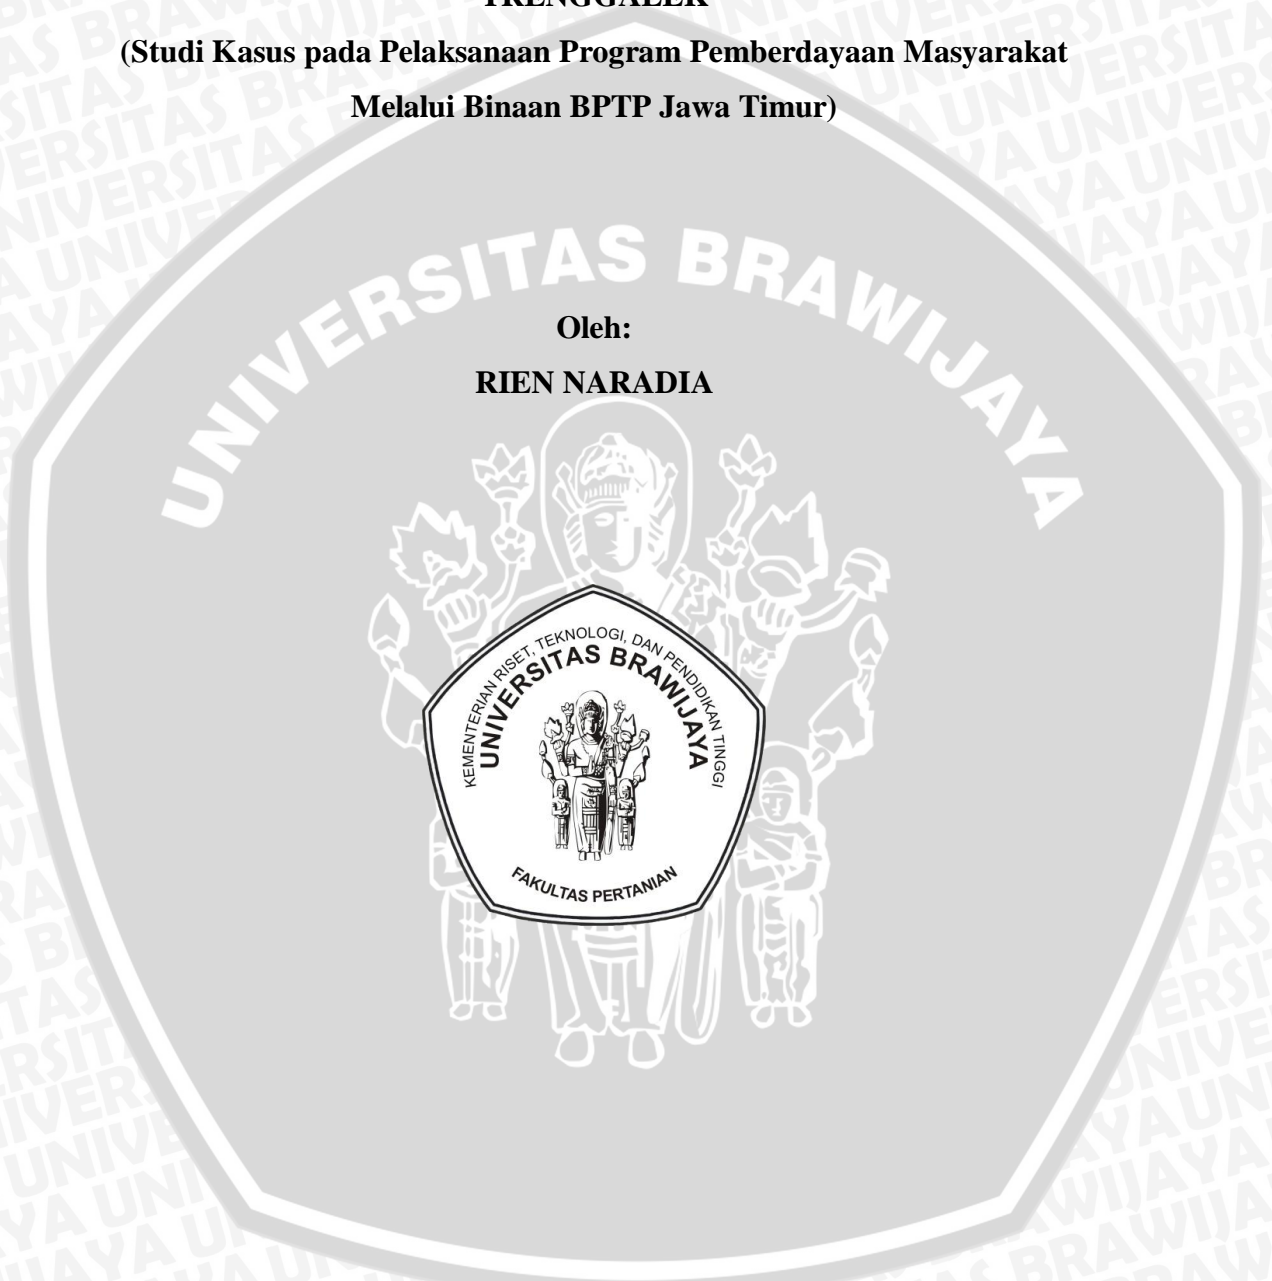 TRENGGALEK
(Studi Kasus pada Pelaksanaan Program Pemberdayaan Masyarakat
Melalui Binaan BPTP Jawa Timur)
UNIVERSITAS BRAWIJAYA
Oleh:
RIEN NARADIA
KEMENTERIAN RISET, TEKNOLOGI, DAN PENDIDIKAN TINGGI
UNIVERSITAS BRAWIJAYA
FAKULTAS PERTANIAN